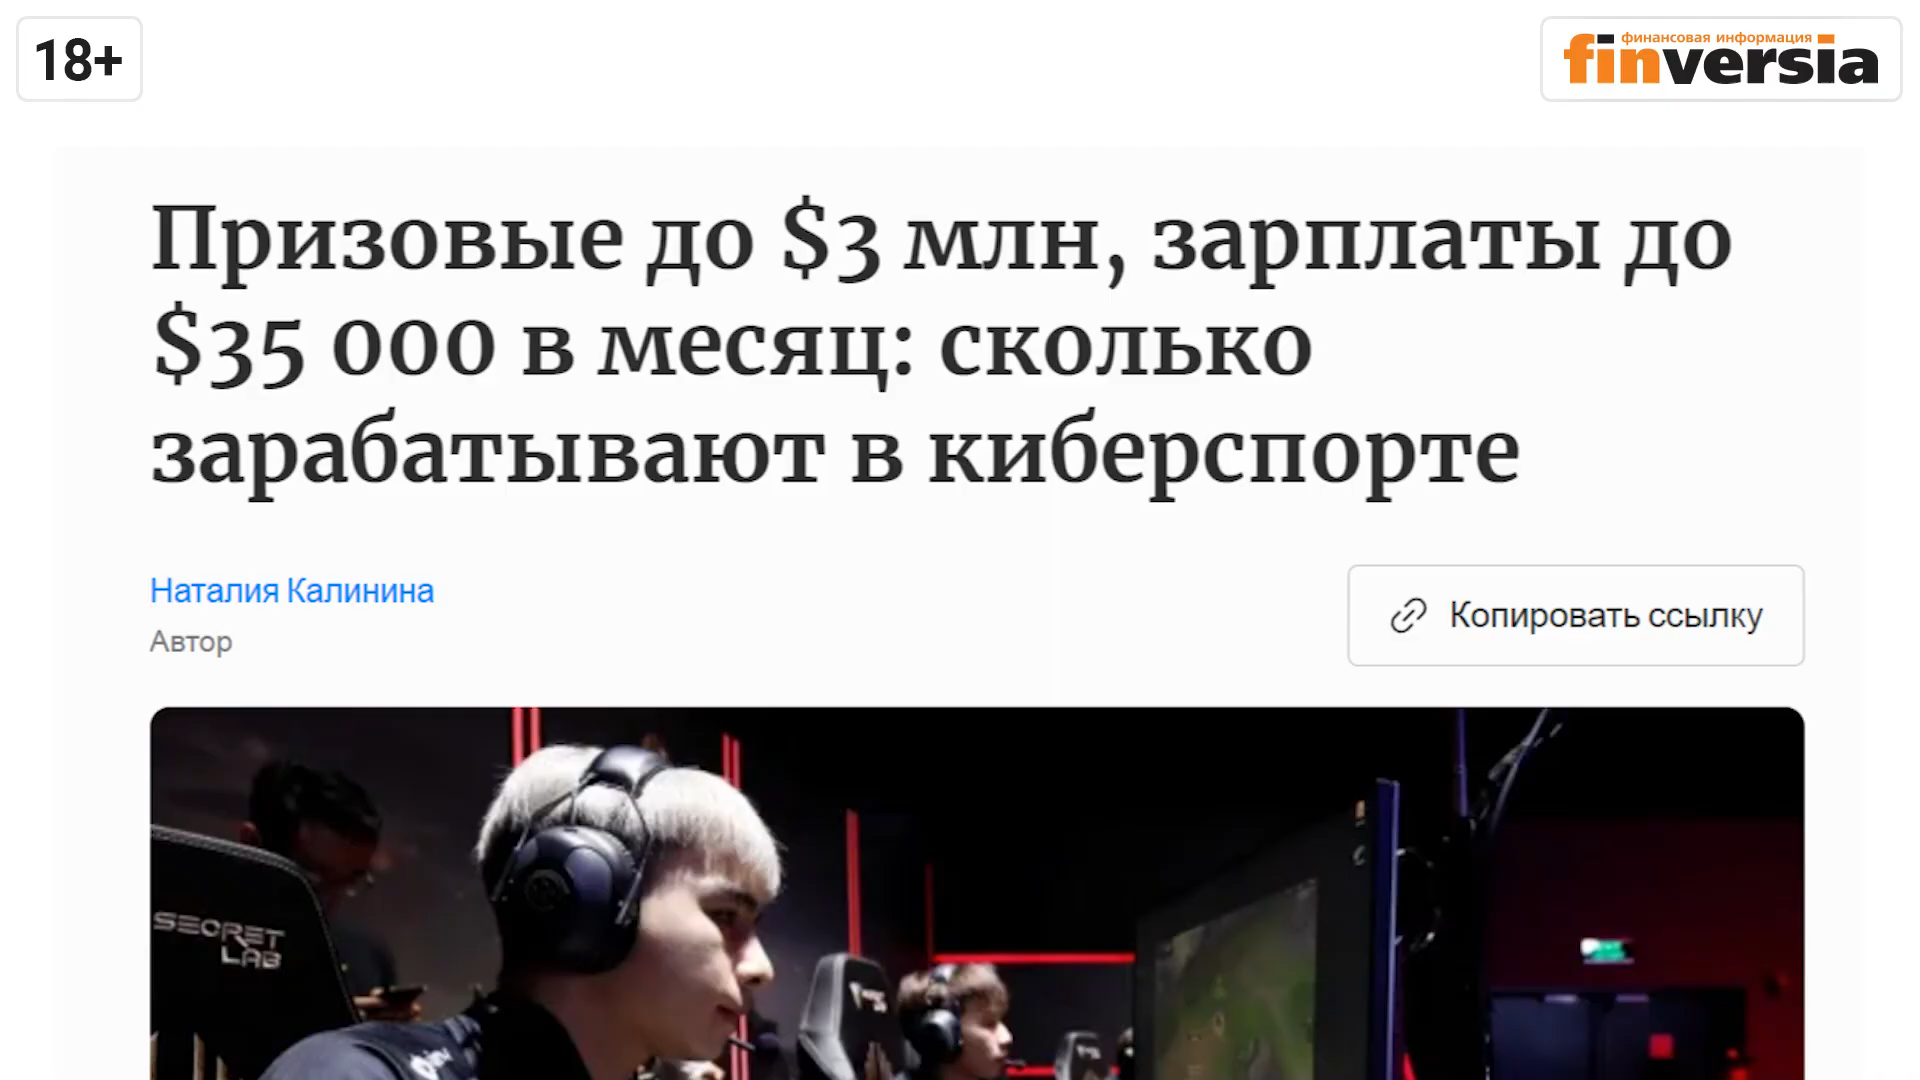 18+
финансовая информация
finversia
Призовые до $3 млн, зарплаты до
$35 000 в месяц: сколько
зарабатывают в киберспорте
Наталия Калинина
Автор
Копировать ссылку
SECRET
LAB